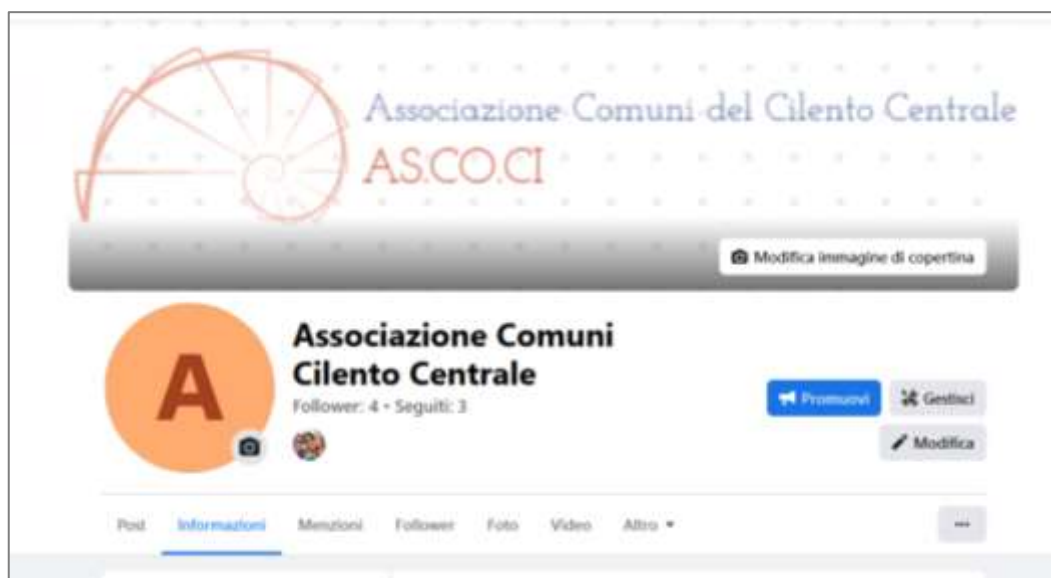 Associazione Comuni del Cilento Centrale
AS.CO.CI
Modifica immagine di copertina
A
Associazione Comuni
Cilento Centrale
Follower: 4 • Seguiti: 3
Promuovi
Gestisci
Modifica
Post Informazioni Menzioni Follower Foto Video Altro